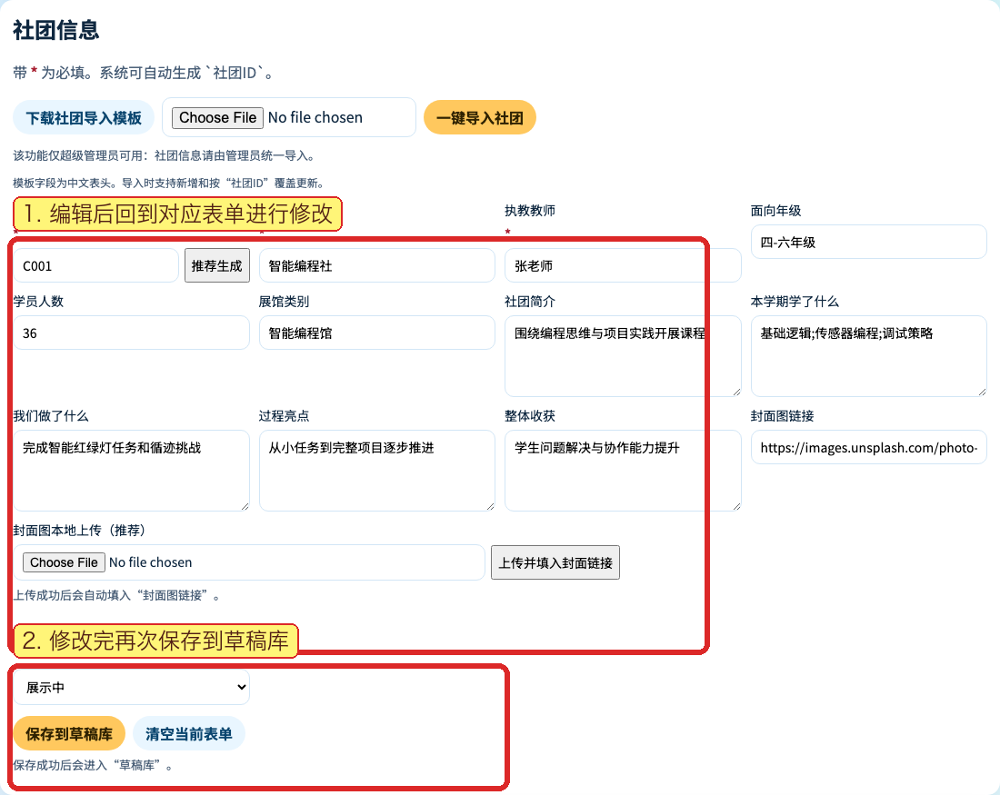 社团信息
带 * 为必填。系统可自动生成 `社团ID`。
下载社团导入模板 Choose File No file chosen 一键导入社团
该功能仅超级管理员可用：社团信息请由管理员统一导入。
模板字段为中文表头。导入时支持新增和按“社团ID”覆盖更新。
1. 编辑后回到对应表单进行修改 执教教师 面向年级
* * *
C001 推荐生成 智能编程社 张老师 四-六年级
学员人数 展馆类别 社团简介 本学期学了什么
36 智能编程馆 围绕编程思维与项目实践开展课程 基础逻辑;传感器编程;调试策略
我们做了什么 过程亮点 整体收获 封面图链接
完成智能红绿灯任务和循迹挑战 从小任务到完整项目逐步推进 学生问题解决与协作能力提升 https://images.unsplash.com/photo-
封面图本地上传（推荐）
Choose File No file chosen 上传并填入封面链接
上传成功后会自动填入“封面图链接”。
2. 修改完再次保存到草稿库
展示中
保存到草稿库 清空当前表单
保存成功后会进入“草稿库”。